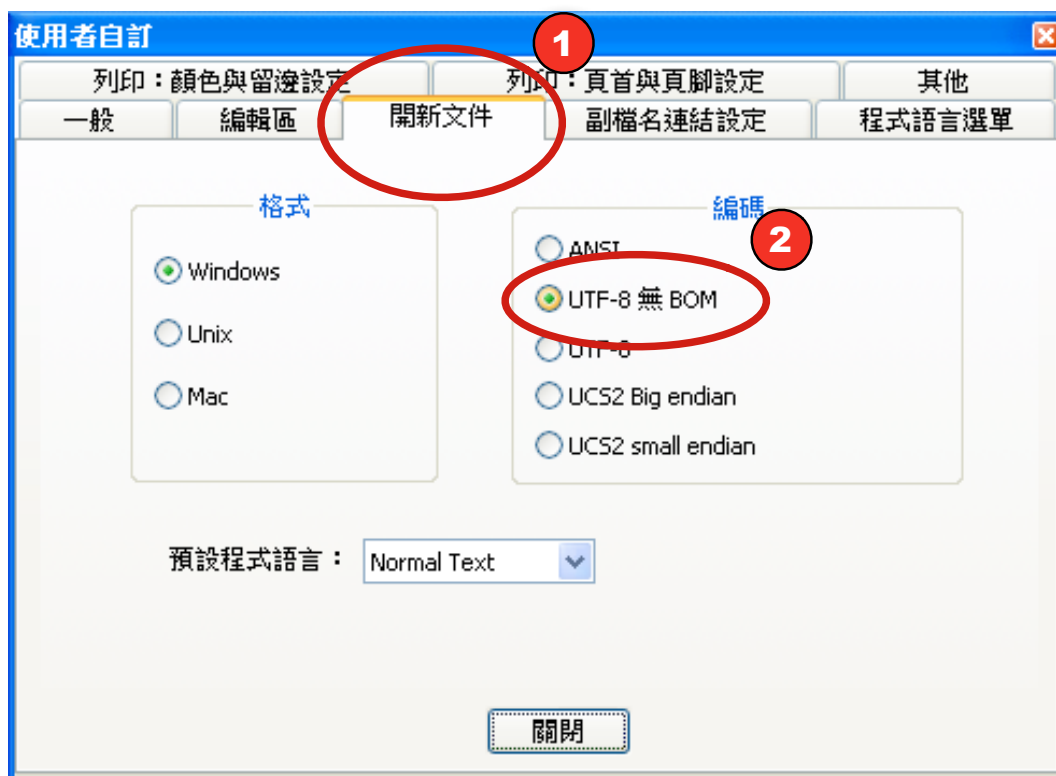 使用者自訂
1
列印：顏色與留邊設定
列印：頁首與頁腳設定
其他
一般
編輯區
開新文件
副檔名連結設定
程式語言選單
格式
Windows
Unix
Mac
編碼
2
ANSI
UTF-8 無 BOM
UTF-8
UCS2 Big endian
UCS2 small endian
預設程式語言：
Normal Text
關閉